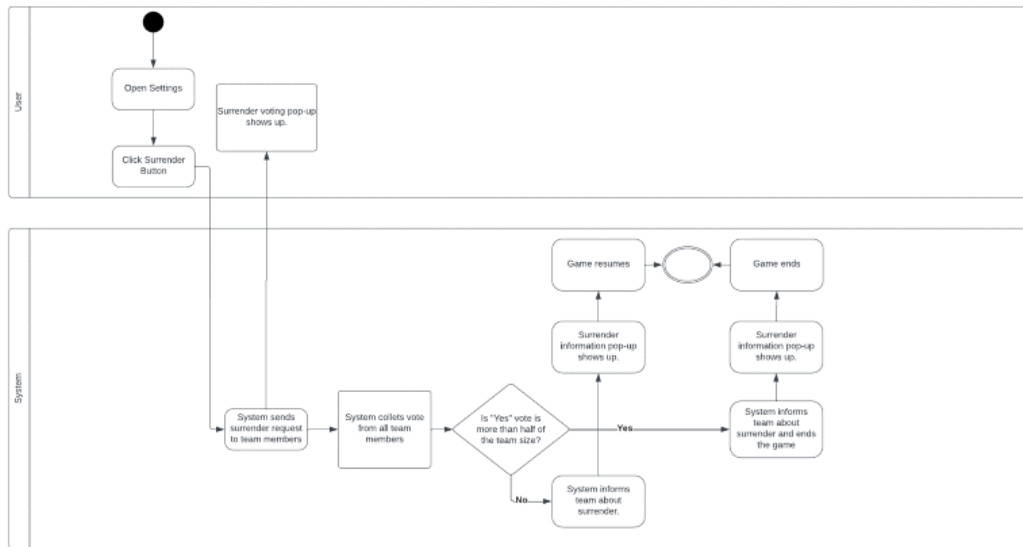 User
Open Settings
Click Surrender
Button
Surrender voting pop-up
shows up.
System
System sends
surrender request
to team members
System collets vote
from all team
members
Is "Yes" vote is
more than half of
the team size?
Yes
No
System informs
team about
surrender.
Surrender
information pop-up
shows up.
Game resumes
System informs
team about
surrender and ends
the game
Surrender
information pop-up
shows up.
Game ends